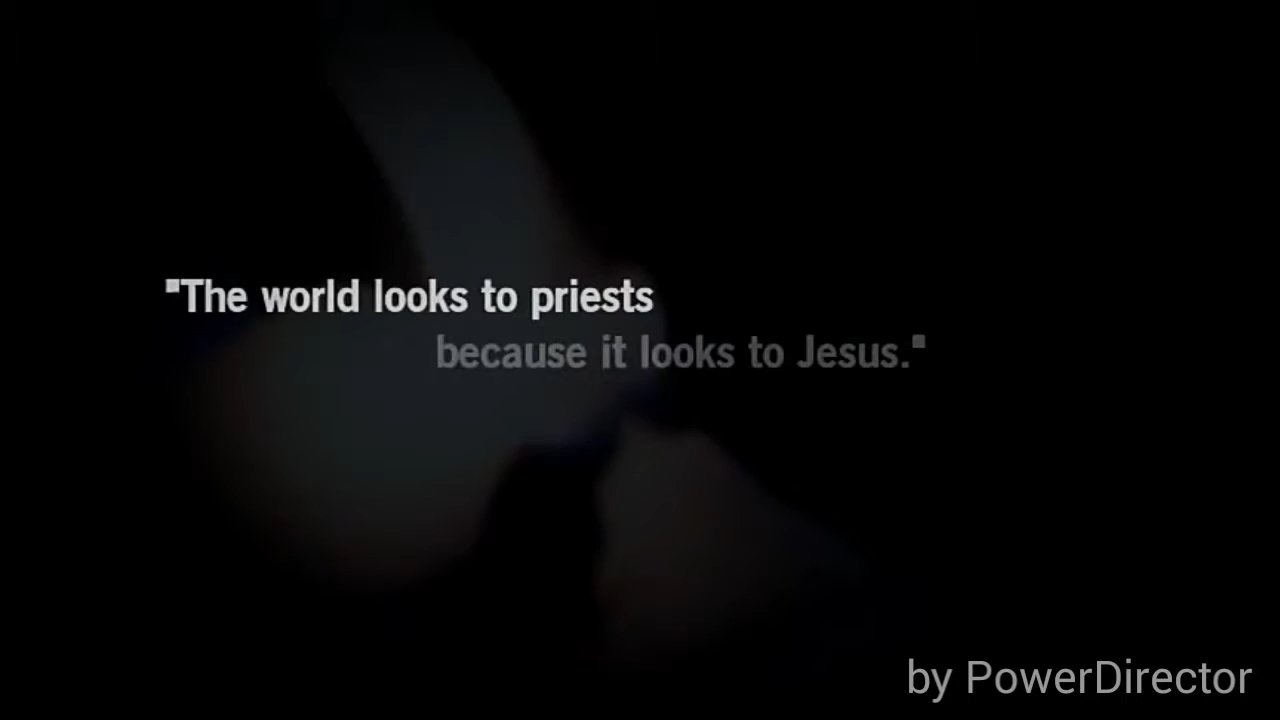 "The world looks to priests
because it looks to Jesus."
by PowerDirector